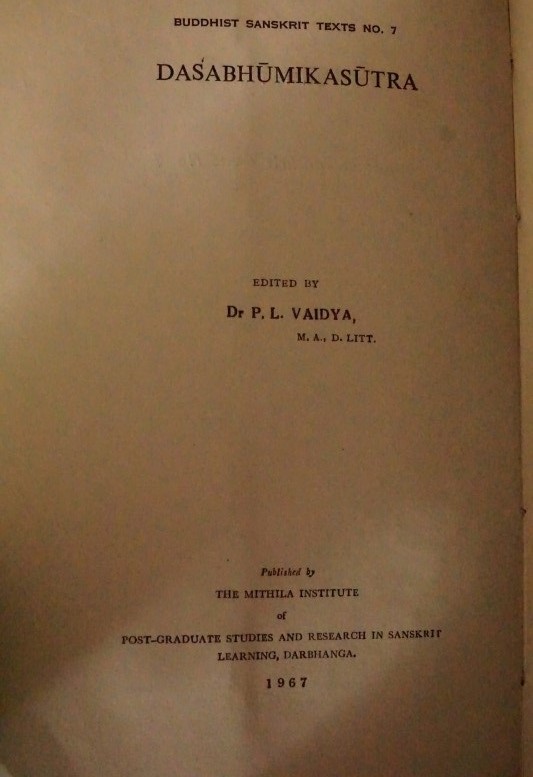 BUDDHIST SANSKRIT TEXTS NO. 7
DAŚABHŪMIKASŪTRA
EDITED BY
Dr P. L. VAIDYA,
M. A., D. LITT.
Published by
THE MITHILA INSTITUTE
of
POST-GRADUATE STUDIES AND RESEARCH IN SANSKRIT
LEARNING, DARBHANGA.
1967